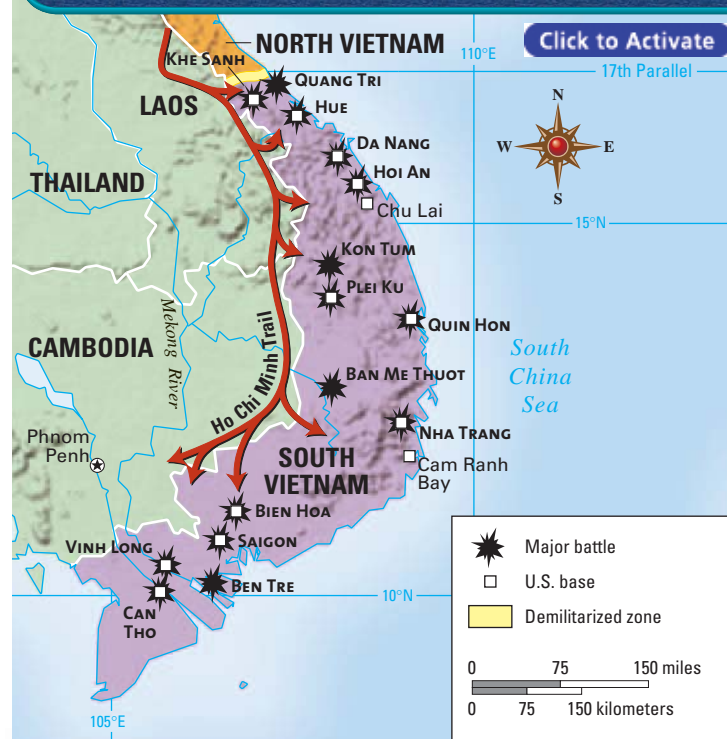 Click to Activate
NORTH VIETNAM
110°E
KHE SANH
17th Parallel
QUANG TRI
LAOS
HUE
N
W
E
S
DA NANG
HOI AN
THAILAND
Chu Lai
15°N
KON TUM
PLEI KU
Mekong River
QUIN HON
CAMBODIA
Ho Chi Minh Trail
South
China
Sea
BAN ME THUOT
Phnom
Penh
NHA TRANG
SOUTH
VIETNAM
Cam Ranh
Bay
BIEN HOA
SAIGON
VINH LONG
BEN TRE
CAN
THO
10°N
105°E
Major battle
U.S. base
Demilitarized zone
0 75 150 miles
0 75 150 kilometers